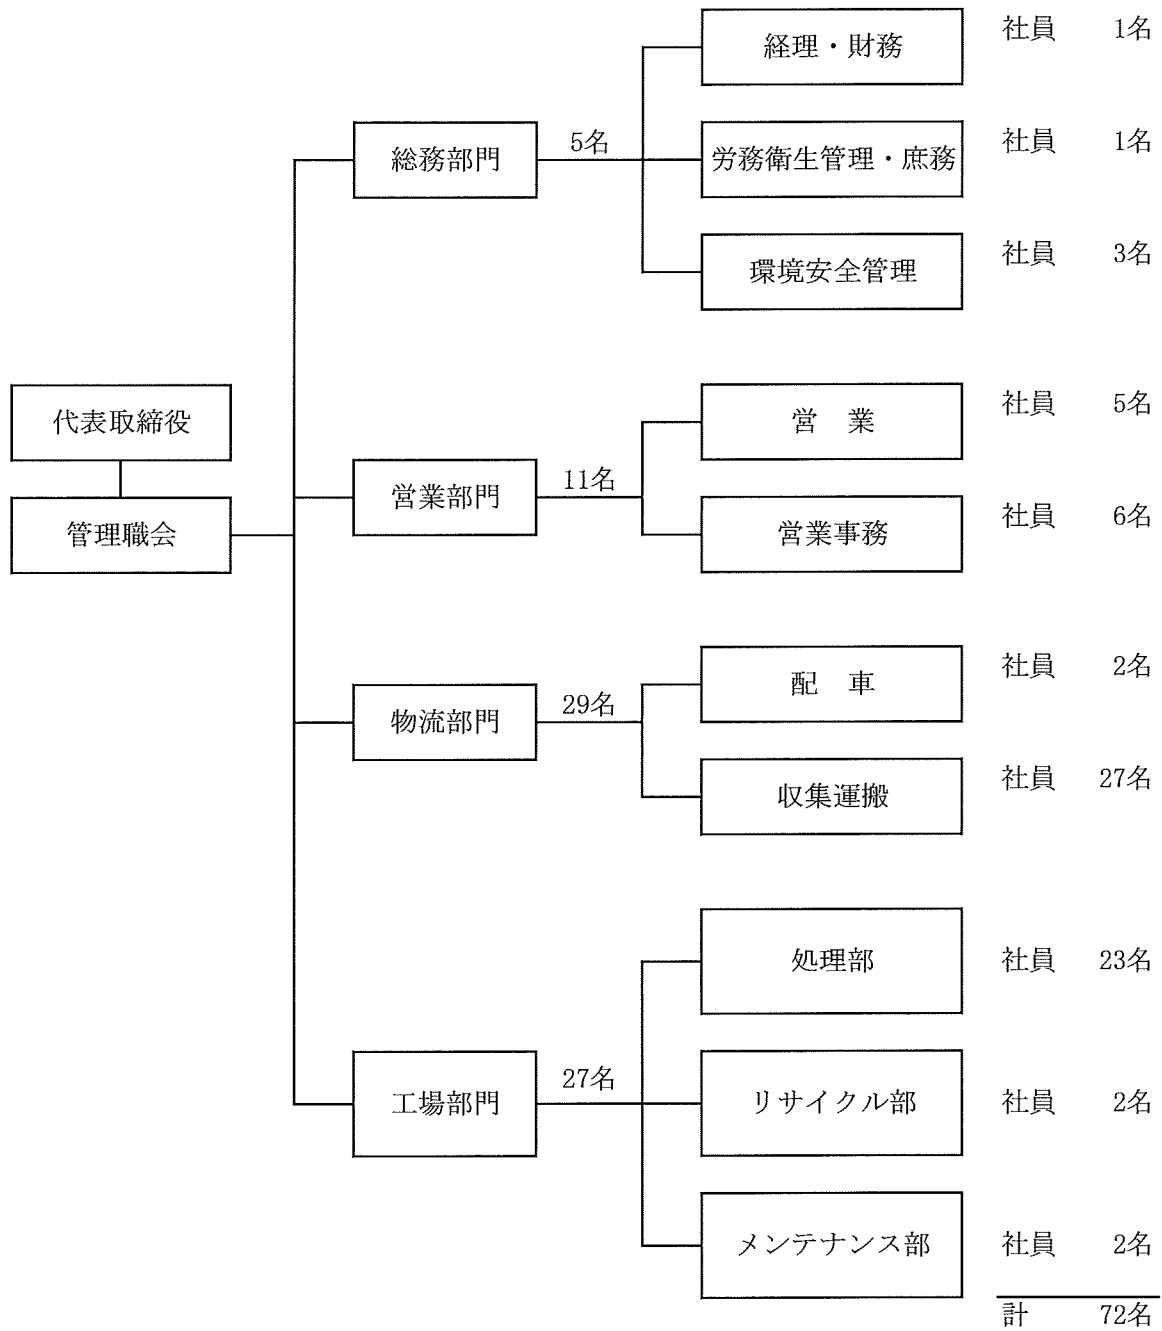 代表取締役
管理職会
総務部門
5名
経理・財務
社員 1名
労務衛生管理・庶務
社員 1名
環境安全管理
社員 3名
営業部門
11名
営 業
社員 5名
営業事務
社員 6名
物流部門
29名
配 車
社員 2名
収集運搬
社員 27名
工場部門
27名
処理部
社員 23名
リサイクル部
社員 2名
メンテナンス部
社員 2名
計 72名